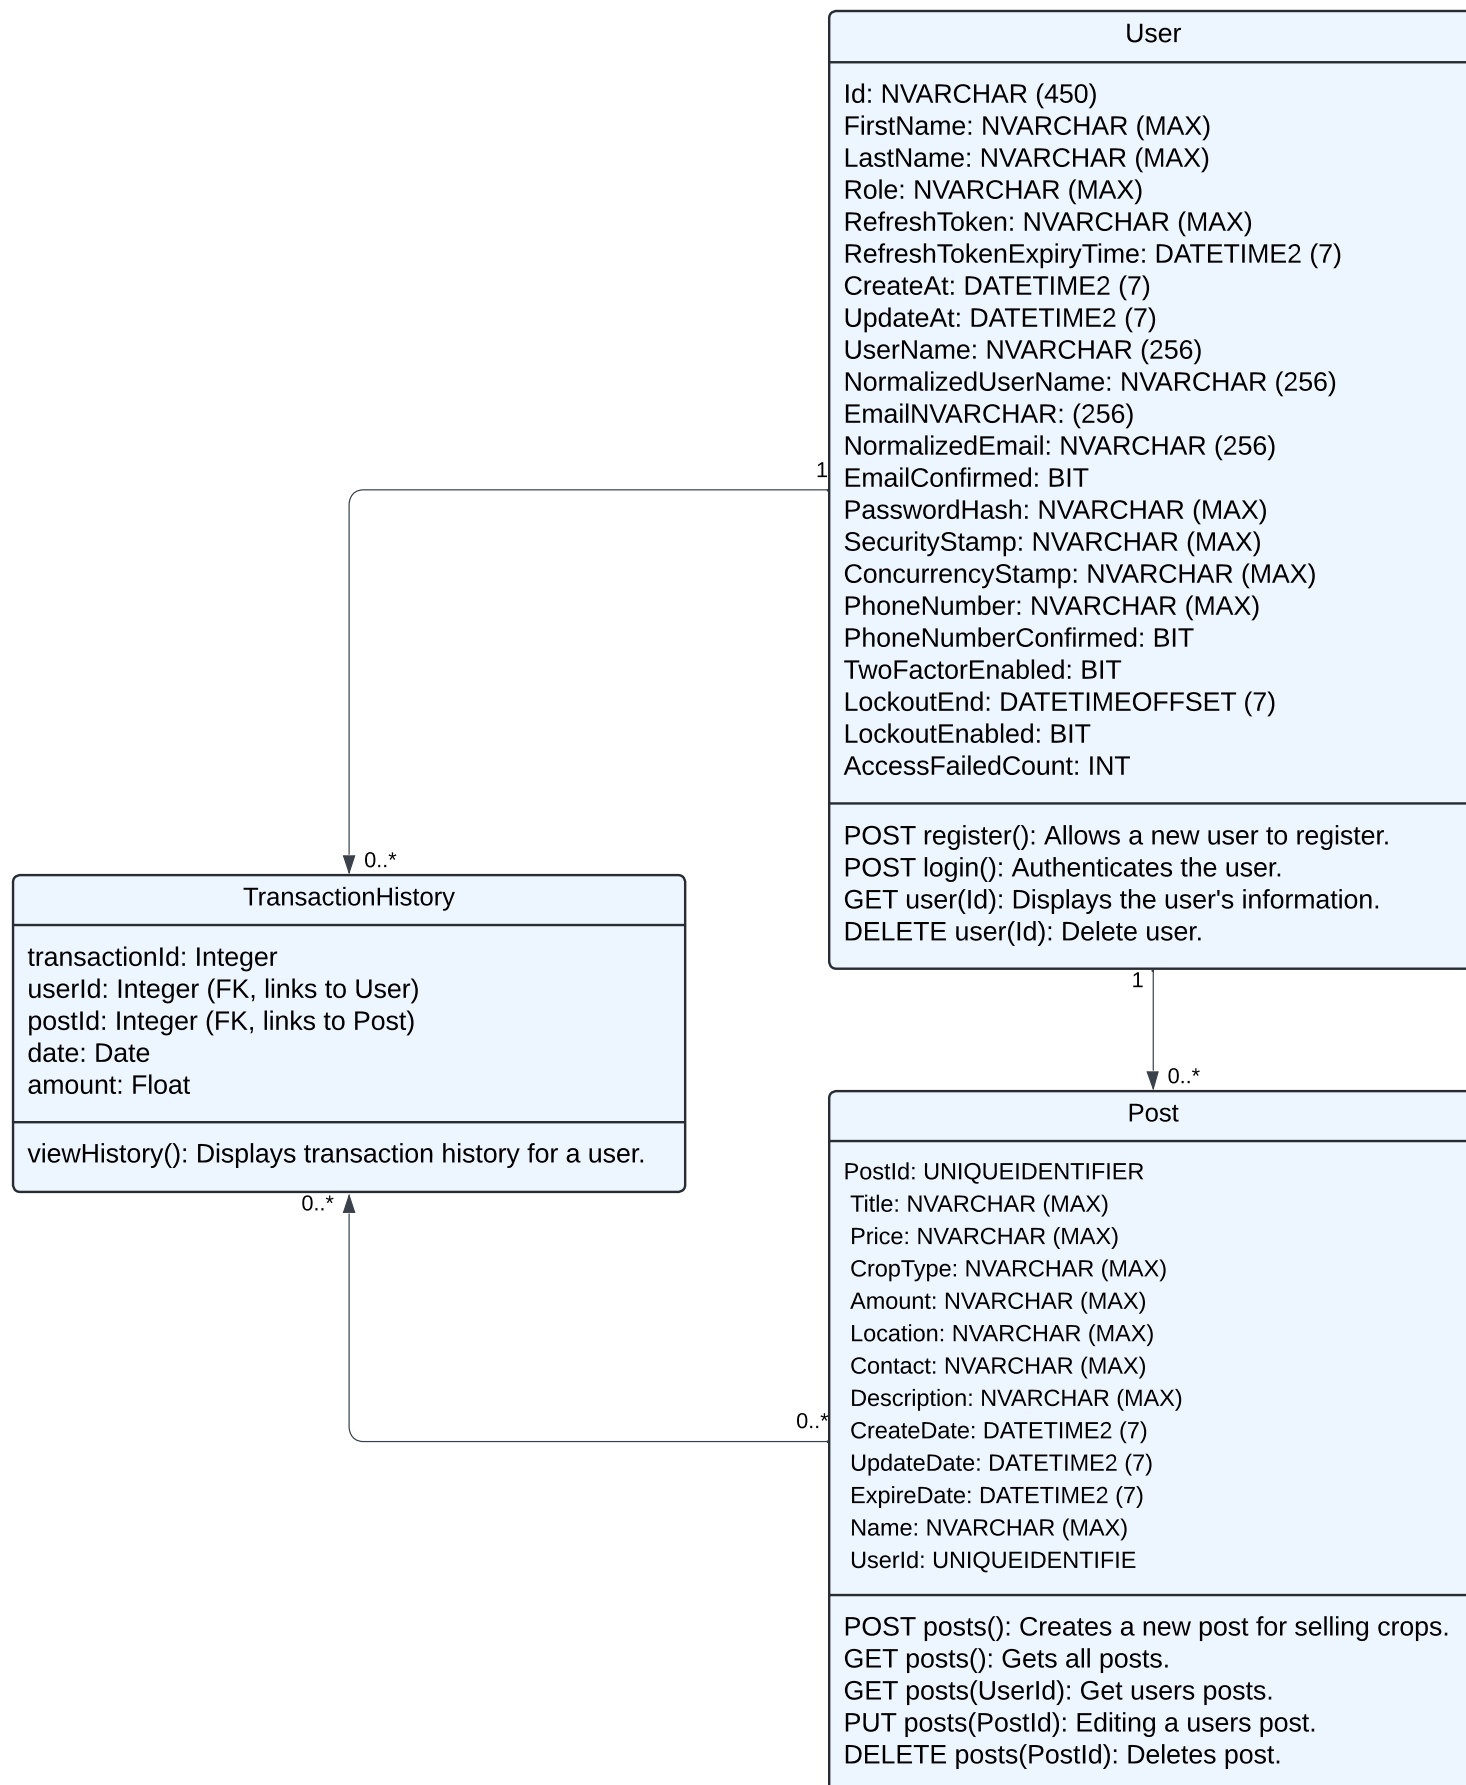 User
Id: NVARCHAR (450)
FirstName: NVARCHAR (MAX)
LastName: NVARCHAR (MAX)
Role: NVARCHAR (MAX)
RefreshToken: NVARCHAR (MAX)
RefreshTokenExpiryTime: DATETIME2 (7)
CreateAt: DATETIME2 (7)
UpdateAt: DATETIME2 (7)
UserName: NVARCHAR (256)
NormalizedUserName: NVARCHAR (256)
EmailNVARCHAR: (256)
NormalizedEmail: NVARCHAR (256)
EmailConfirmed: BIT
PasswordHash: NVARCHAR (MAX)
SecurityStamp: NVARCHAR (MAX)
ConcurrencyStamp: NVARCHAR (MAX)
PhoneNumber: NVARCHAR (MAX)
PhoneNumberConfirmed: BIT
TwoFactorEnabled: BIT
LockoutEnd: DATETIMEOFFSET (7)
LockoutEnabled: BIT
AccessFailedCount: INT
POST register(): Allows a new user to register.
POST login(): Authenticates the user.
GET user(Id): Displays the user's information.
DELETE user(Id): Delete user.
1
0..*
TransactionHistory
transactionId: Integer
userId: Integer (FK, links to User)
postId: Integer (FK, links to Post)
date: Date
amount: Float
viewHistory(): Displays transaction history for a user.
0..*
0..*
1
0..*
Post
PostId: UNIQUEIDENTIFIER
Title: NVARCHAR (MAX)
Price: NVARCHAR (MAX)
CropType: NVARCHAR (MAX)
Amount: NVARCHAR (MAX)
Location: NVARCHAR (MAX)
Contact: NVARCHAR (MAX)
Description: NVARCHAR (MAX)
CreateDate: DATETIME2 (7)
UpdateDate: DATETIME2 (7)
ExpireDate: DATETIME2 (7)
Name: NVARCHAR (MAX)
UserId: UNIQUEIDENTIFIE
POST posts(): Creates a new post for selling crops.
GET posts(): Gets all posts.
GET posts(UserId): Get users posts.
PUT posts(PostId): Editing a users post.
DELETE posts(PostId): Deletes post.